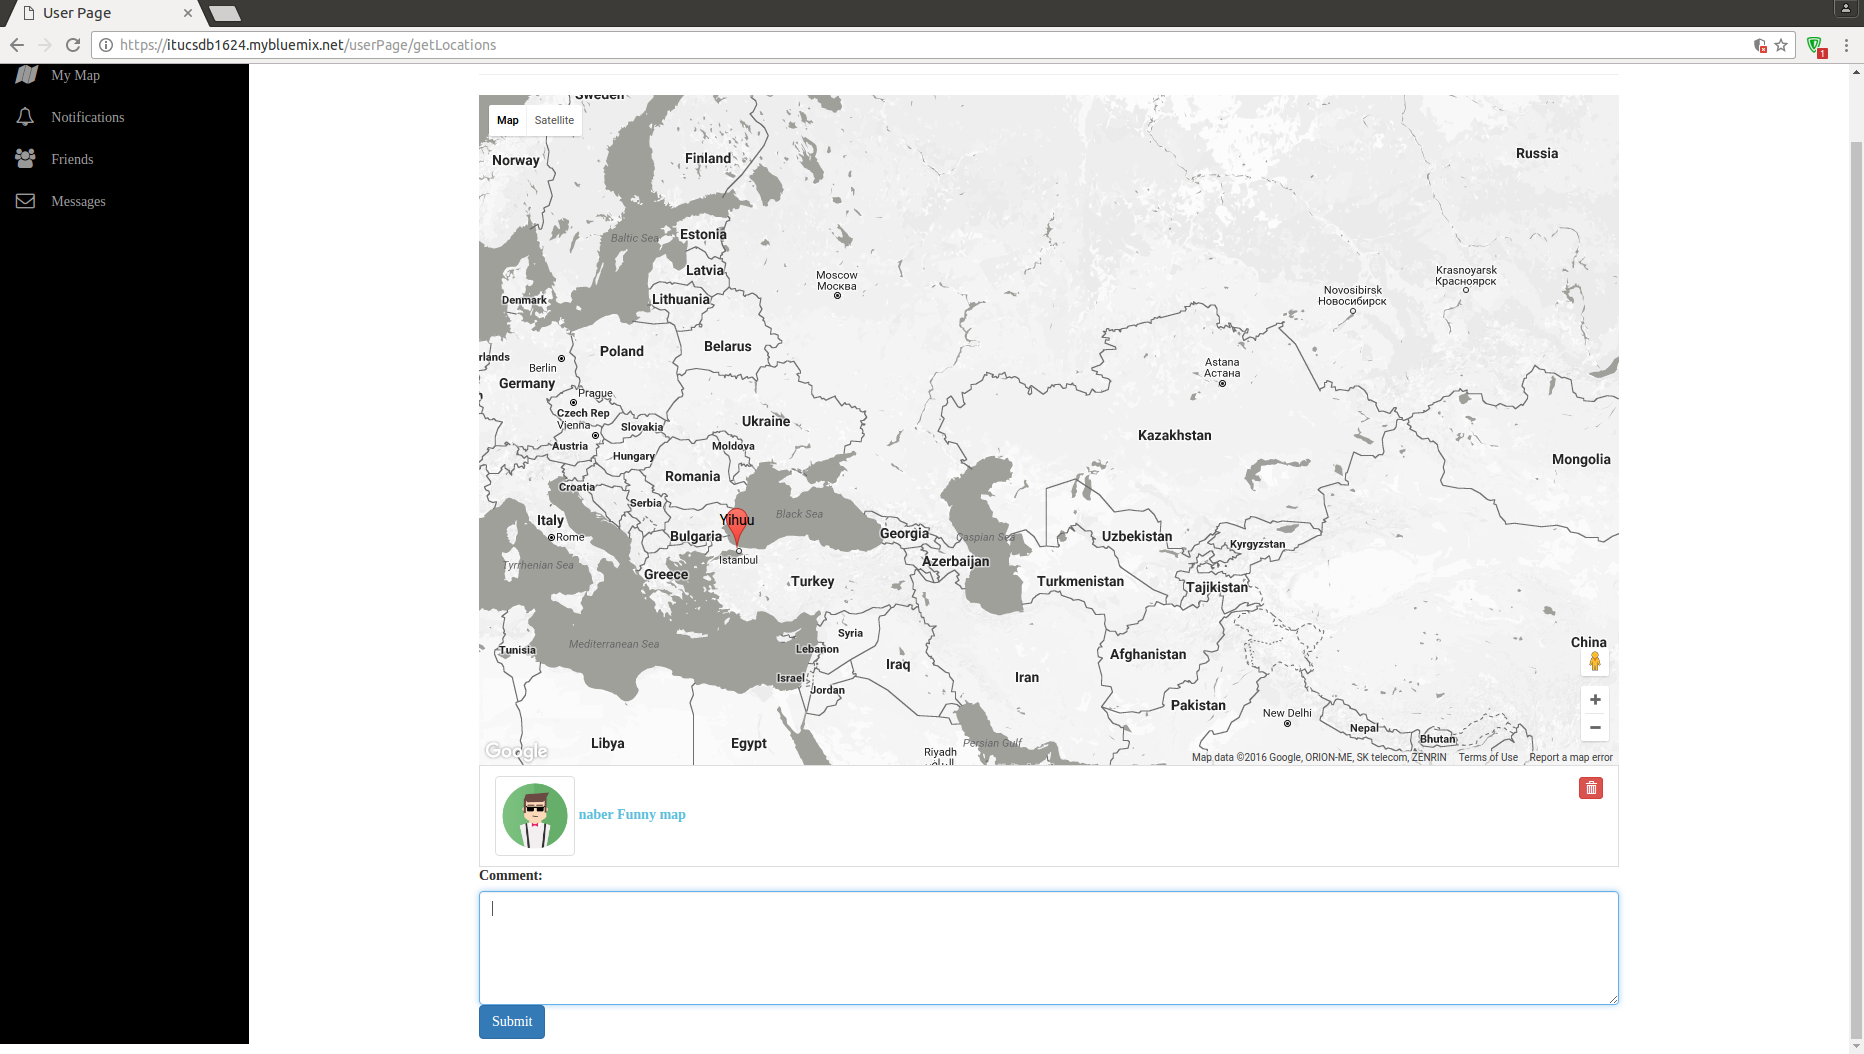 User Page
https://itucsdb1624.mybluemix.net/userPage/getLocations
1
My Map
Notifications
Friends
Messages
Map
Satellite
Sweden
Norway
Finland
Russia
Baltic Sea
Estonia
Latvia
Lithuania
Denmark
Moscow
Москва
Krasnoyarsk
Красноярск
Novosibirsk
Новосибирск
rlands
Berlin
Poland
Belarus
Germany
Astana
Астана
Prague
Czech Rep
Vienna
Slovakia
Ukraine
Kazakhstan
Austria
Hungary
Moldova
Mongolia
Romania
Croatia
Serbia
Italy
Rome
Yihuu
Black Sea
Bulgaria
Georgia
Caspian Sea
Uzbekistan
Kyrgyzstan
Istanbul
Azerbaijan
Tyrrhenian Sea
Greece
Turkey
Turkmenistan
Tajikistan
Syria
China
Mediterranean Sea
Tunisia
Lebanon
Iraq
Afghanistan
Israel
Jordan
Iran
Pakistan
New Delhi
Nepal
Bhutan
Libya
Egypt
Persian Gulf
Riyadh
الرياض
Google
Map data ©2016 Google, ORION-ME, SK telecom, ZENRIN
Terms of Use
Report a map error
naber Funny map
Comment:
Submit